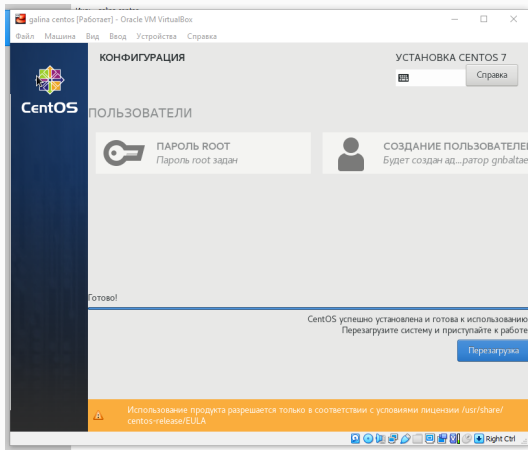 galina centos [Работает] - Oracle VM VirtualBox
Файл Машина Вид Ввод Устройства Справка
КОНФИГУРАЦИЯ
УСТАНОВКА CENTOS 7
Справка
CentOS
ПОЛЬЗОВАТЕЛИ
ПАРОЛЬ ROOT
Пароль root задан
СОЗДАНИЕ ПОЛЬЗОВАТЕЛЕ
Будет создан ад...ратор gnbaltae
Готово!
CentOS успешно установлена и готова к использованию
Перезагрузите систему и приступайте к работе
Перезагрузка
Использование продукта разрешается только в соответствии с условиями лицензии /usr/share/
centos-release/EULA
Right Ctrl